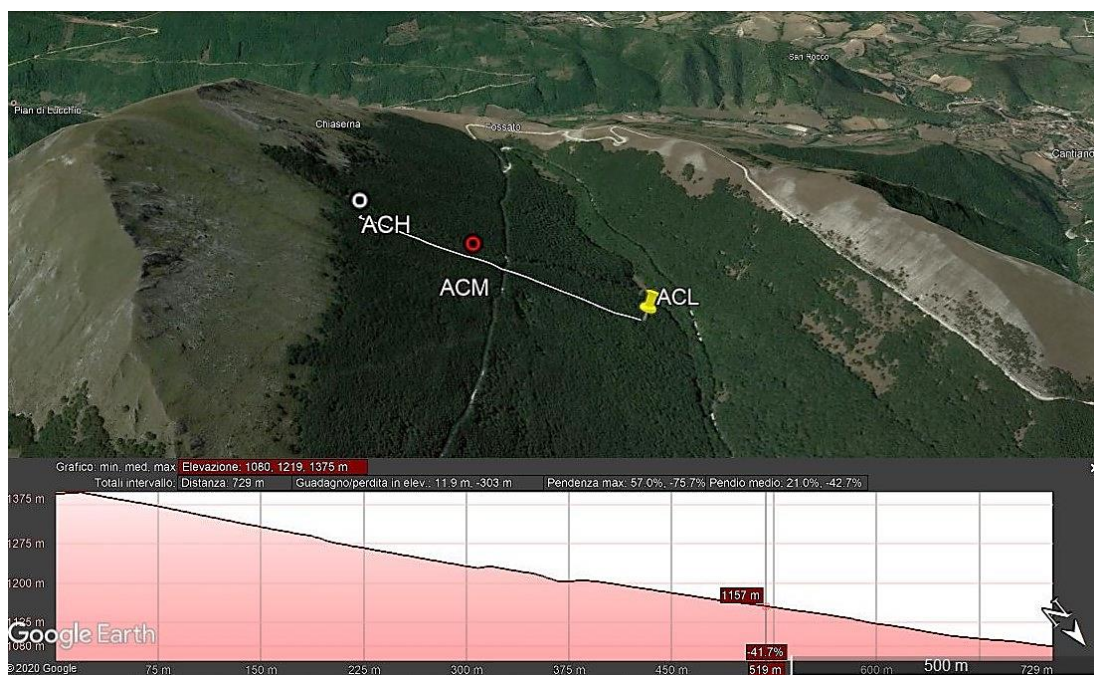 San Rocco
Pian di Lucchio
Chiaserna
Fossato
Cantiano
ACH
ACM
ACL
Grafico: min. med. max Elevazione: 1080, 1219, 1375 m
Totali intervallo: Distanza: 729 m Guadagno/perdita in elev.: 11.9 m, -303 m Pendenza max: 57.0%, -75.7% Pendio medio: 21.0%, -42.7%
1375 m
1275 m
1200 m
1157 m
1125 m
N
Google Earth
1080 m
-41.7%
500 m
© 2020 Google
75 m 150 m 225 m 300 m 375 m 450 m 519 m 600 m 729 m